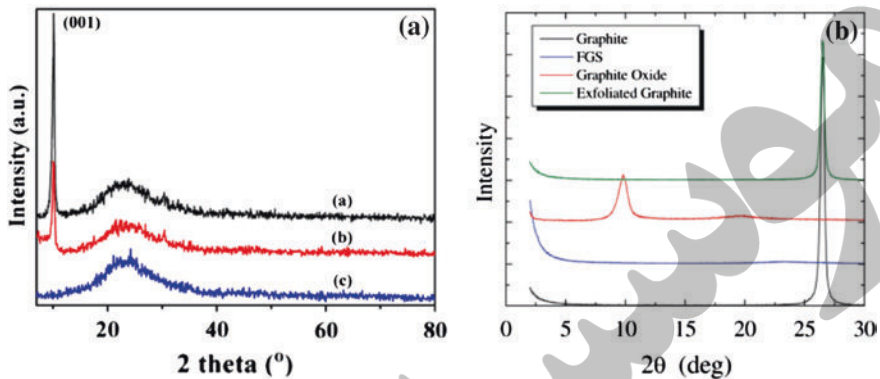 (a)
(001)
Intensity (a.u.)
(a)
(b)
(c)
20
40
60
80
2 theta (°)
(b)
Graphite
FGS
Graphite Oxide
Exfoliated Graphite
Intensity
0
5
10
15
20
25
30
2θ (deg)